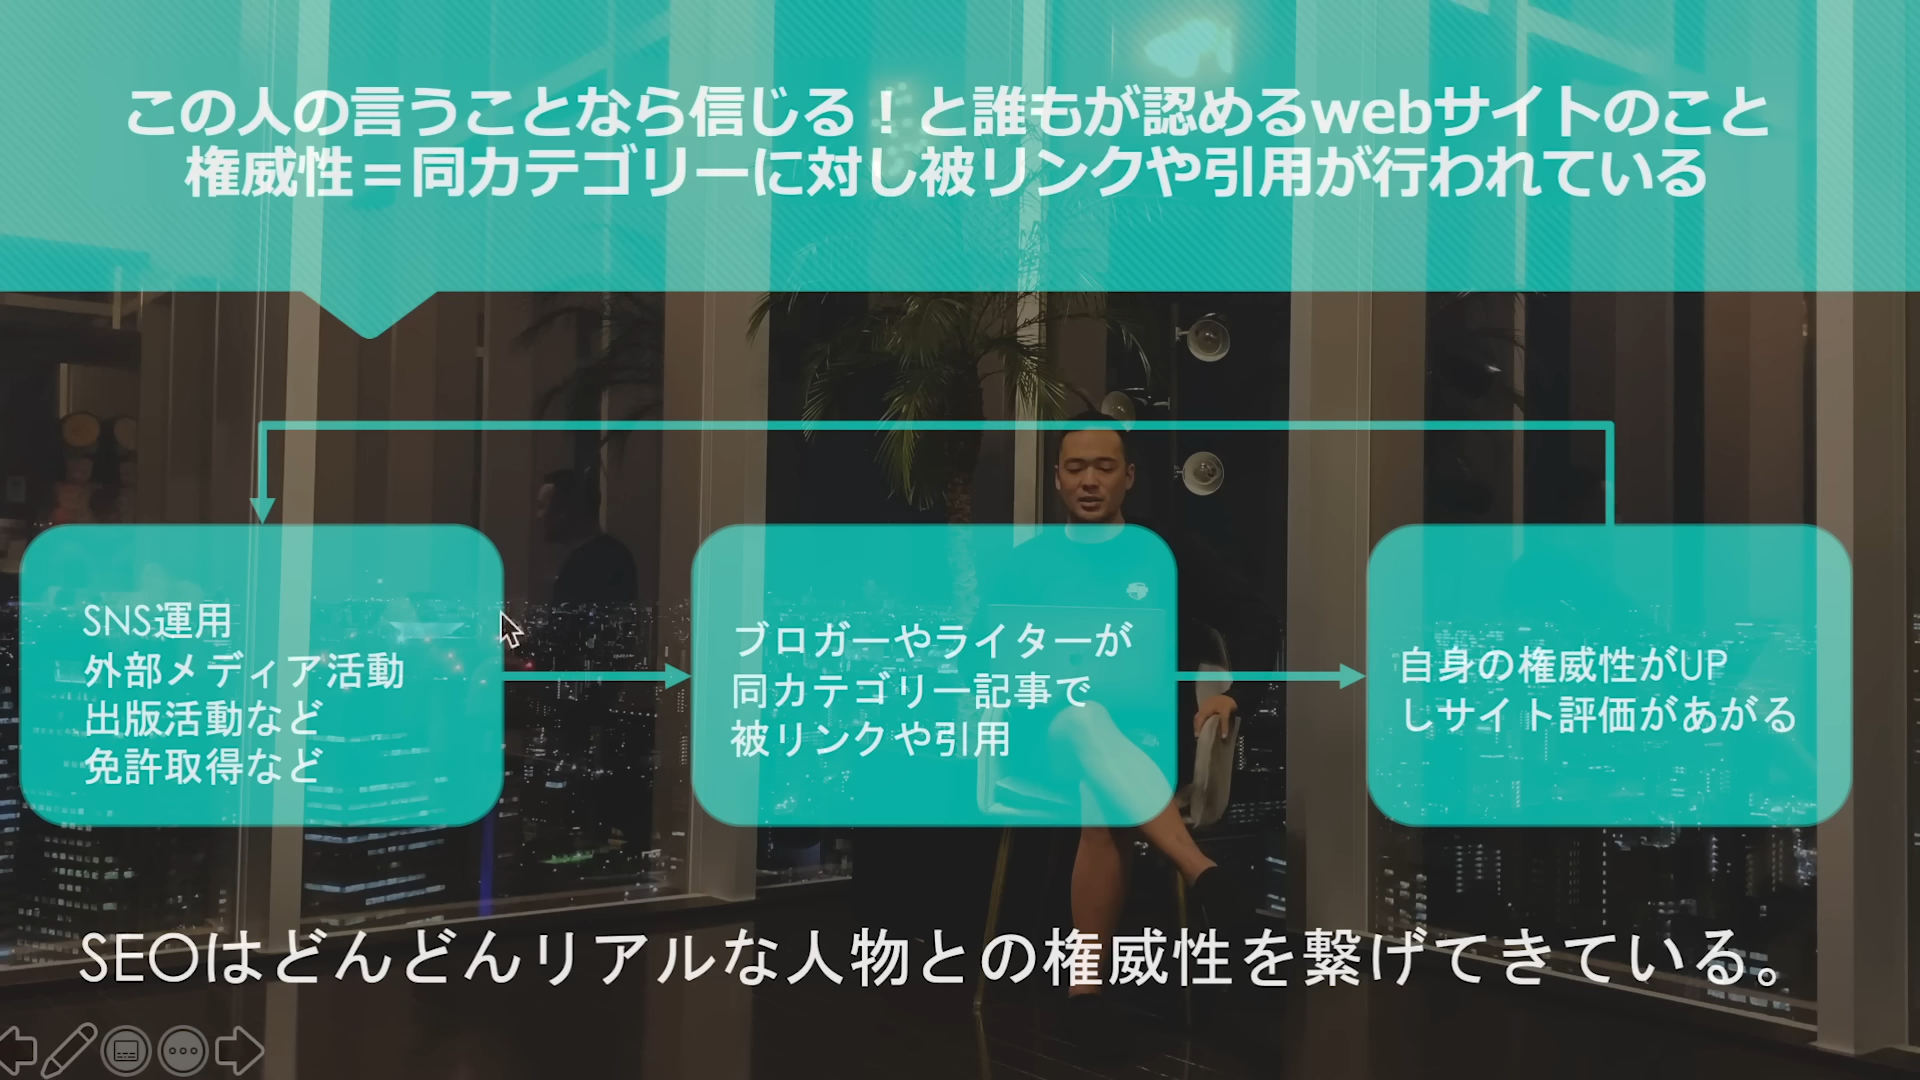 この人の言うことなら信じる！と誰もが認めるwebサイトのこと
権威性＝同カテゴリーに対し被リンクや引用が行われている
SNS運用
外部メディア活動
出版活動など
免許取得など
ブロガーやライターが
同カテゴリー記事で
被リンクや引用
自身の権威性がUP
しサイト評価があがる
SEOはどんどんリアルな人物との権威性を繋げてきている。